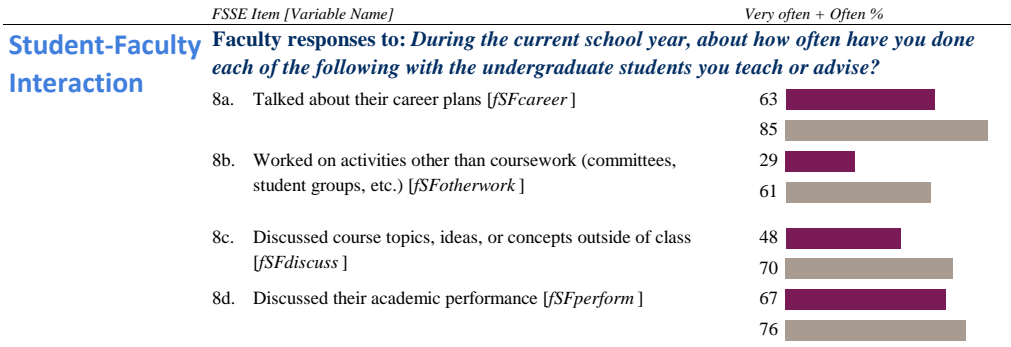 FSSE Item [Variable Name] Very often + Often %
Student-Faculty Interaction
Faculty responses to: During the current school year, about how often have you done
each of the following with the undergraduate students you teach or advise?
8a. Talked about their career plans [fSFcareer] 63
85
8b. Worked on activities other than coursework (committees, 29
student groups, etc.) [fSFotherwork] 61
8c. Discussed course topics, ideas, or concepts outside of class 48
[fSFdiscuss] 70
8d. Discussed their academic performance [fSFperform] 67
76